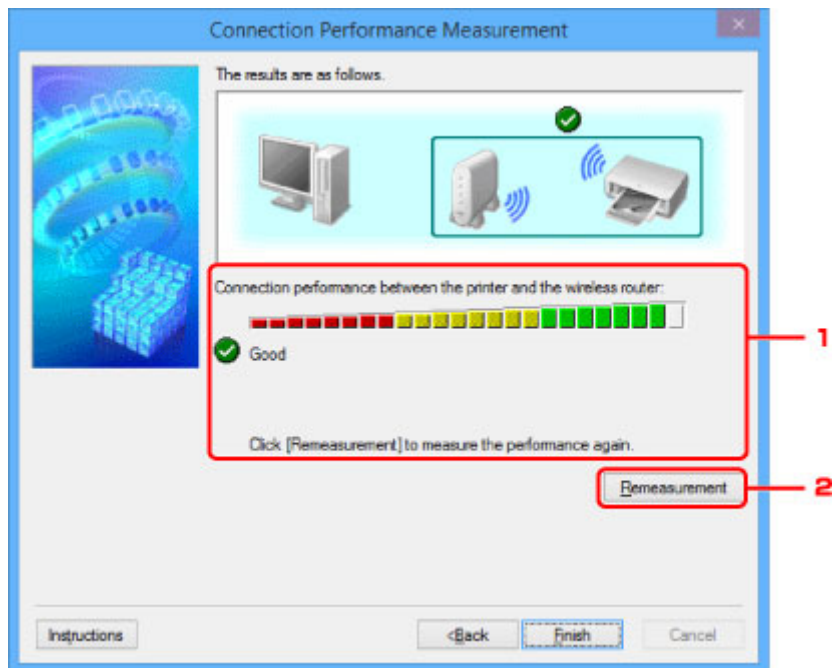 Connection Performance Measurement
The results are as follows.
Connection performance between the printer and the wireless router:
Good
1
Click [Remeasurement] to measure the performance again.
Remeasurement
2
Instructions
<Back
Finish
Cancel